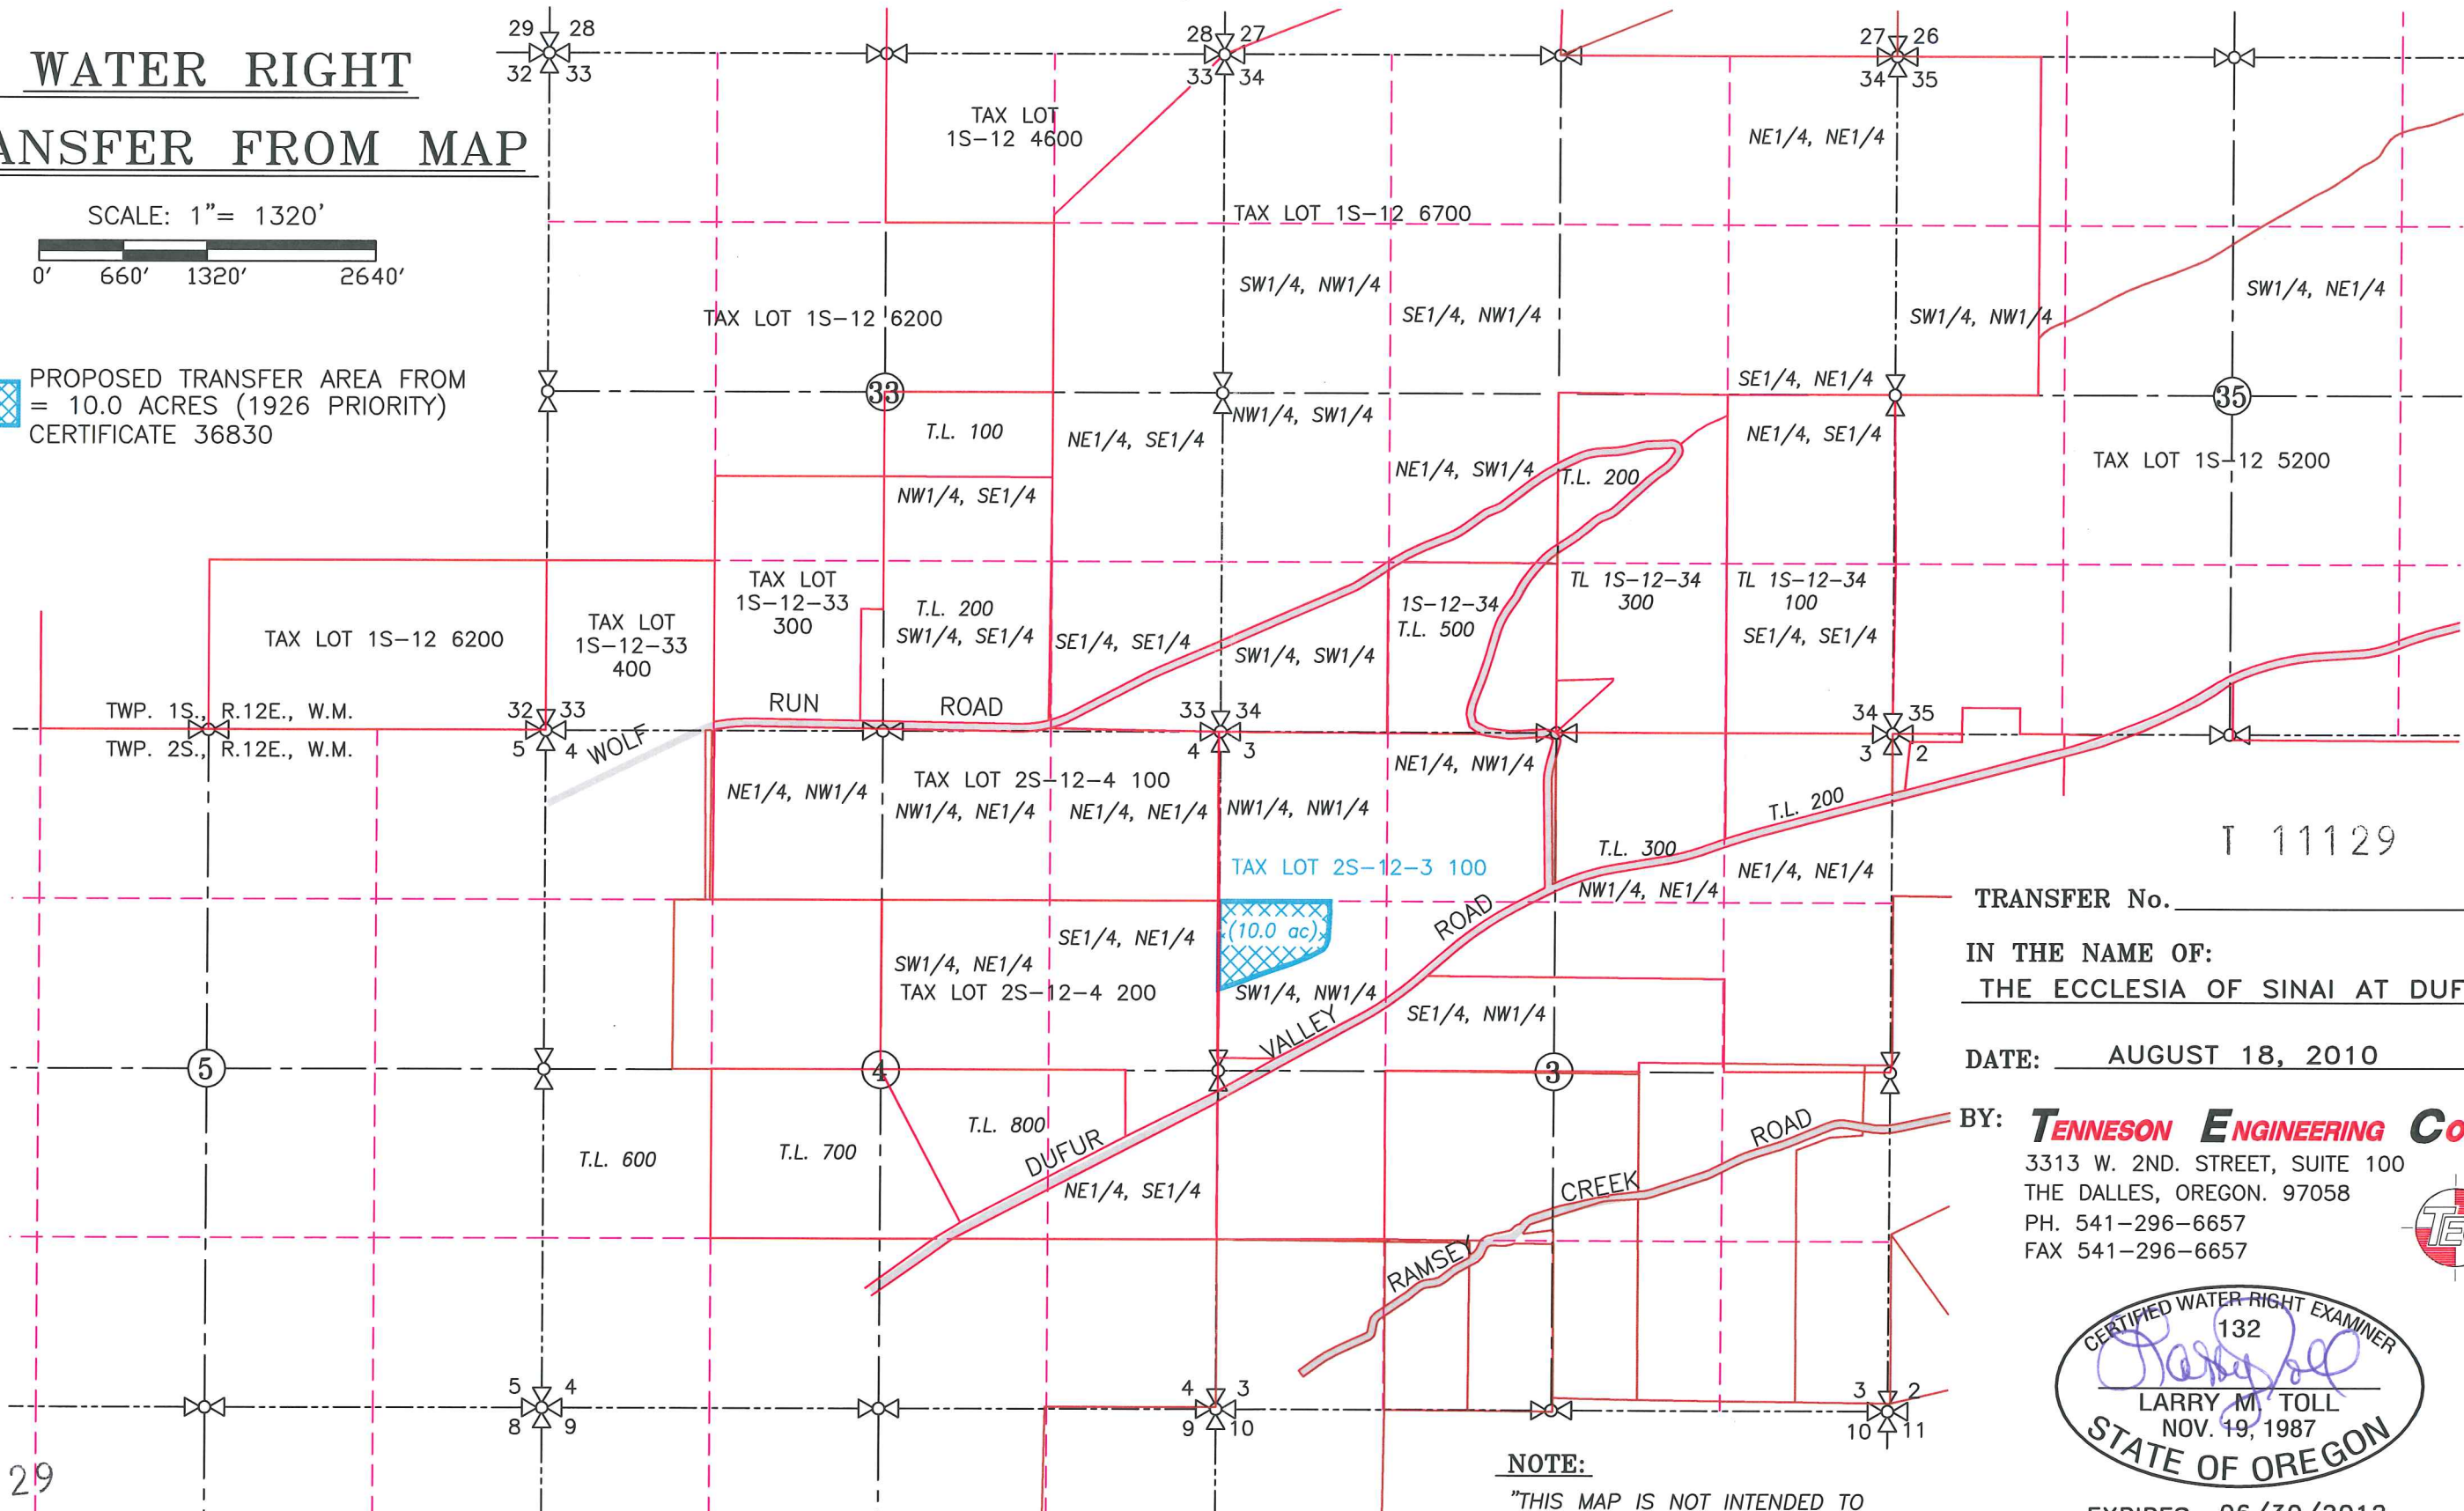 WATER RIGHT
ANSFER FROM MAP
SCALE: 1"= 1320'
0' 660' 1320' 2640'
PROPOSED TRANSFER AREA FROM
= 10.0 ACRES (1926 PRIORITY)
CERTIFICATE 36830
29 28
32 33
28 27
33 34
27 26
34 35
TAX LOT
1S-12 4600
NE1/4, NE1/4
TAX LOT 1S-12 6700
SW1/4, NW1/4
SE1/4, NW1/4
SW1/4, NW1/4
SW1/4, NE1/4
TAX LOT 1S-12 6200
SE1/4, NE1/4
33
35
NW1/4, SW1/4
T.L. 100
NE1/4, SE1/4
NE1/4, SE1/4
TAX LOT 1S-12 5200
NE1/4, SW1/4
T.L. 200
NW1/4, SE1/4
TAX LOT
1S-12-33
300
TL 1S-12-34
300
TL 1S-12-34
100
1S-12-34
T.L. 500
T.L. 200
SW1/4, SE1/4
TAX LOT 1S-12 6200
TAX LOT
1S-12-33
400
SE1/4, SE1/4
SW1/4, SW1/4
SE1/4, SE1/4
TWP. 1S., R.12E., W.M.
TWP. 2S., R.12E., W.M.
32 33
5 4
WOLF RUN ROAD
33 34
4 3
34 35
3 2
NE1/4, NW1/4
TAX LOT 2S-12-4 100
NE1/4, NW1/4
NW1/4, NE1/4
NE1/4, NE1/4
NW1/4, NW1/4
T.L. 200
T.L. 300
T 11129
TAX LOT 2S-12-3 100
NW1/4, NE1/4
NE1/4, NE1/4
TRANSFER No.
(10.0 ac)
SE1/4, NE1/4
SW1/4, NE1/4
TAX LOT 2S-12-4 200
SW1/4, NW1/4
SE1/4, NW1/4
IN THE NAME OF:
THE ECCLESIA OF SINAI AT DUF
DUFUR VALLEY ROAD
5
4
3
DATE: AUGUST 18, 2010
T.L. 600
T.L. 700
T.L. 800
NE1/4, SE1/4
RAMSEY CREEK ROAD
BY: TENNESON ENGINEERING CO
3313 W. 2ND. STREET, SUITE 100
THE DALLES, OREGON. 97058
PH. 541-296-6657
FAX 541-296-6657
TE
CERTIFIED WATER RIGHT EXAMINER
132
Larry Toll
LARRY M. TOLL
NOV. 19, 1987
STATE OF OREGON
5 4
8 9
4 3
9 10
3 2
10 11
29
NOTE:
"THIS MAP IS NOT INTENDED TO
EXPIRES 06/30/2012